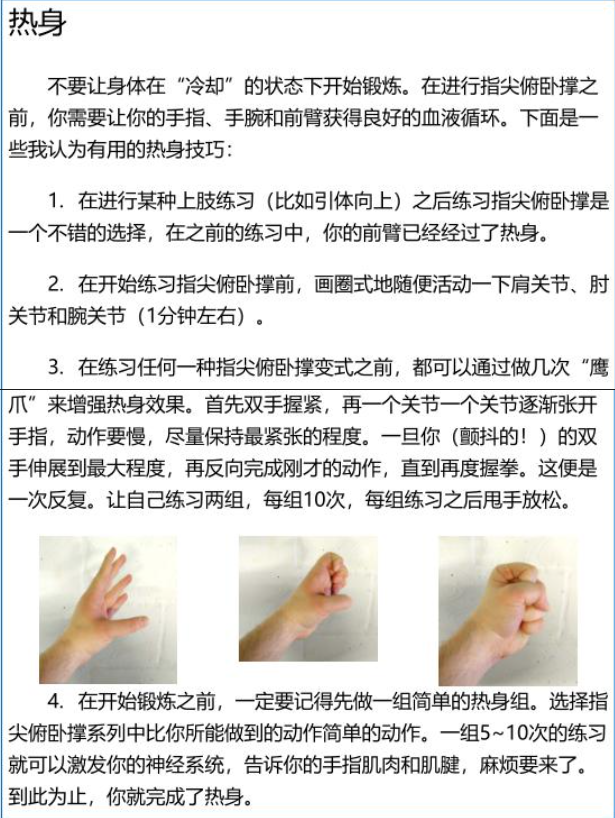 热身
不要让身体在“冷却”的状态下开始锻炼。在进行指尖俯卧撑之
前，你需要让你的手指、手腕和前臂获得良好的血液循环。下面是一
些我认为有用的热身技巧：
1. 在进行某种上肢练习（比如引体向上）之后练习指尖俯卧撑是
一个不错的选择，在之前的练习中，你的前臂已经经过了热身。
2. 在开始练习指尖俯卧撑前，画圈式地随便活动一下肩关节、肘
关节和腕关节（1分钟左右）。
3. 在练习任何一种指尖俯卧撑变式之前，都可以通过做几次“鹰
爪”来增强热身效果。首先双手握紧，再一个关节一个关节逐渐张开
手指，动作要慢，尽量保持最紧张的程度。一旦你（颤抖的！）的双
手伸展到最大程度，再反向完成刚才的动作，直到再度握拳。这便是
一次反复。让自己练习两组，每组10次，每组练习之后甩手放松。
4. 在开始锻炼之前，一定要记得先做一组简单的热身组。选择指
尖俯卧撑系列中比你所能做到的动作简单的动作。一组5~10次的练习
就可以激发你的神经系统，告诉你的手指肌肉和肌腱，麻烦要来了。
到此为止，你就完成了热身。